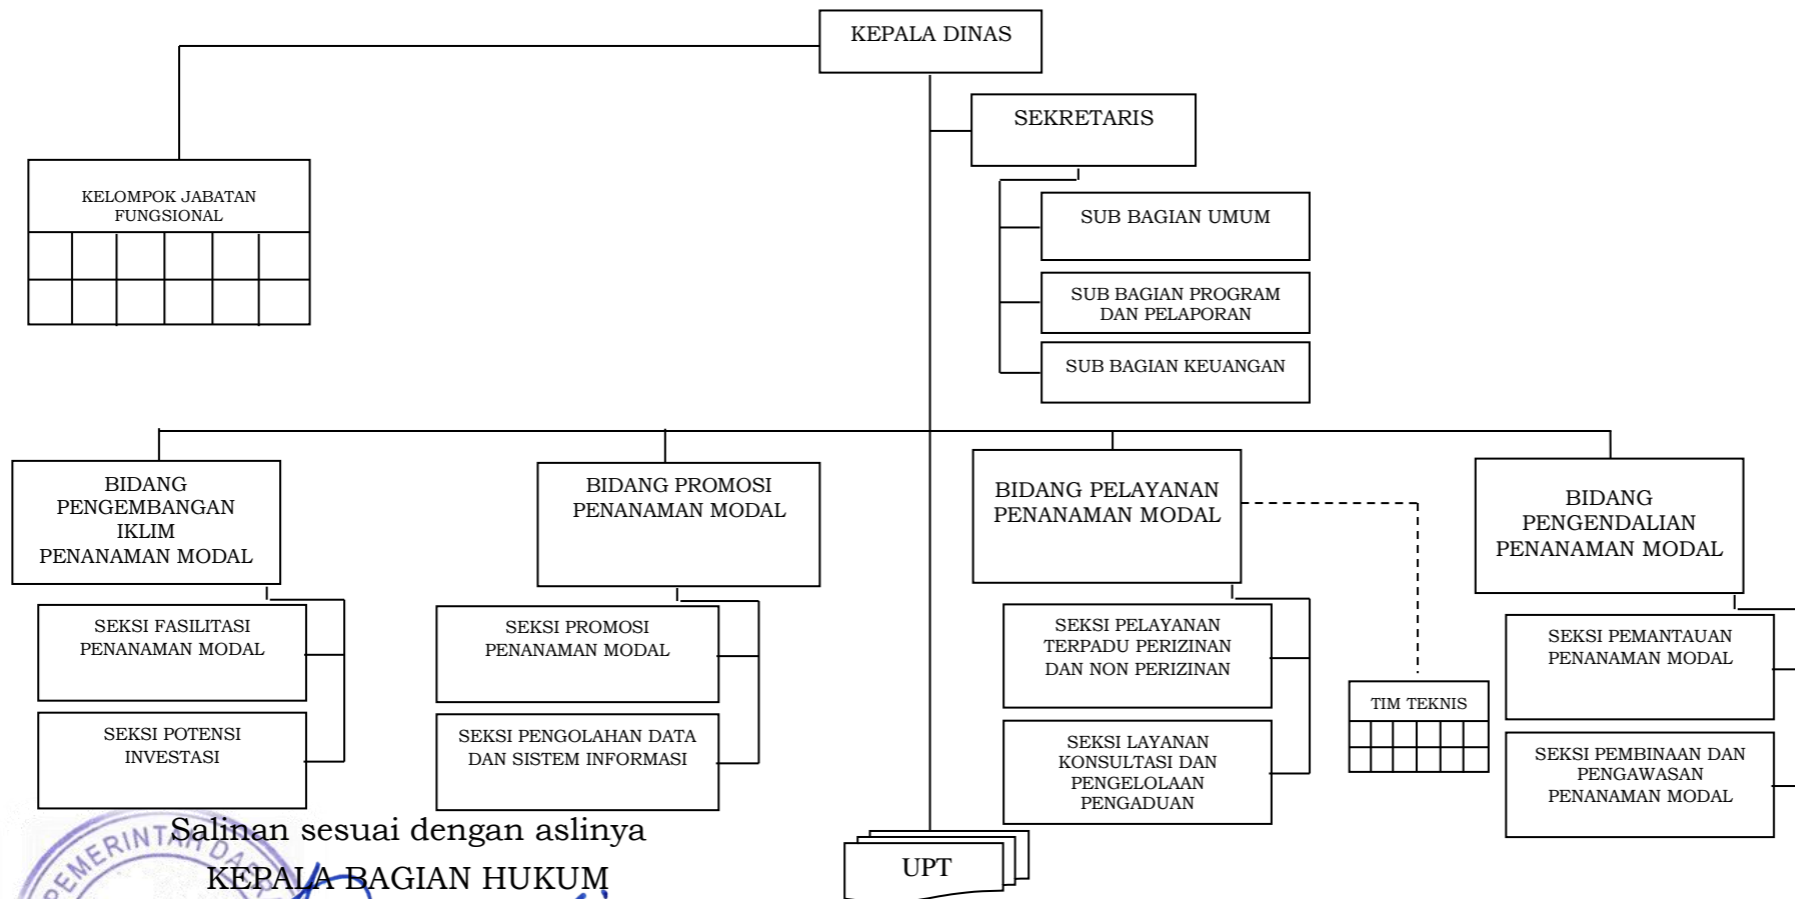 KEPALA DINAS
SEKRETARIS
KELOMPOK JABATAN
FUNGSIONAL
SUB BAGIAN UMUM
SUB BAGIAN PROGRAM
DAN PELAPORAN
SUB BAGIAN KEUANGAN
BIDANG
PENGEMBANGAN
IKLIM
PENANAMAN MODAL
BIDANG PROMOSI
PENANAMAN MODAL
BIDANG PELAYANAN
PENANAMAN MODAL
BIDANG
PENGENDALIAN
PENANAMAN MODAL
SEKSI FASILITASI
PENANAMAN MODAL
SEKSI PROMOSI
PENANAMAN MODAL
SEKSI PELAYANAN
TERPADU PERIZINAN
DAN NON PERIZINAN
SEKSI PEMANTAUAN
PENANAMAN MODAL
TIM TEKNIS
SEKSI POTENSI
INVESTASI
SEKSI PENGOLAHAN DATA
DAN SISTEM INFORMASI
SEKSI LAYANAN
KONSULTASI DAN
PENGELOLAAN
PENGADUAN
SEKSI PEMBINAAN DAN
PENGAWASAN
PENANAMAN MODAL
UPT
Salinan sesuai dengan aslinya
KEPALA BAGIAN HUKUM
PEMERINTAH